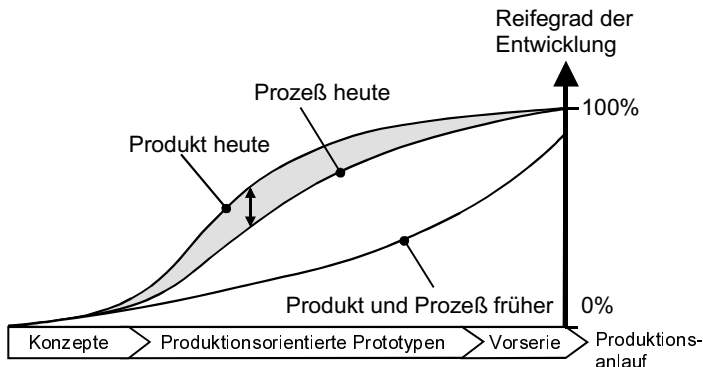 Reifegrad der
Entwicklung
Prozeß heute
100%
Produkt heute
Produkt und Prozeß früher
0%
Konzepte
Produktionsorientierte Prototypen
Vorserie
Produktions-
anlauf